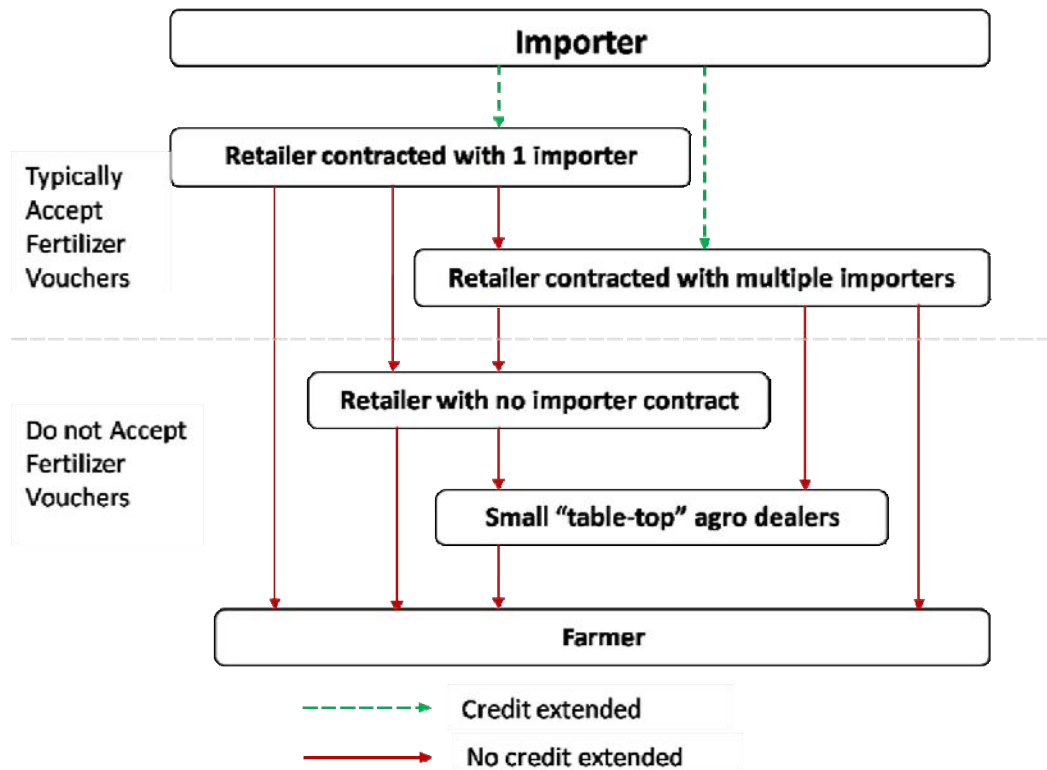 Importer
Retailer contracted with 1 importer
Typically
Accept
Fertilizer
Vouchers
Retailer contracted with multiple importers
Retailer with no importer contract
Do not Accept
Fertilizer
Vouchers
Small “table-top” agro dealers
Farmer
Credit extended
No credit extended